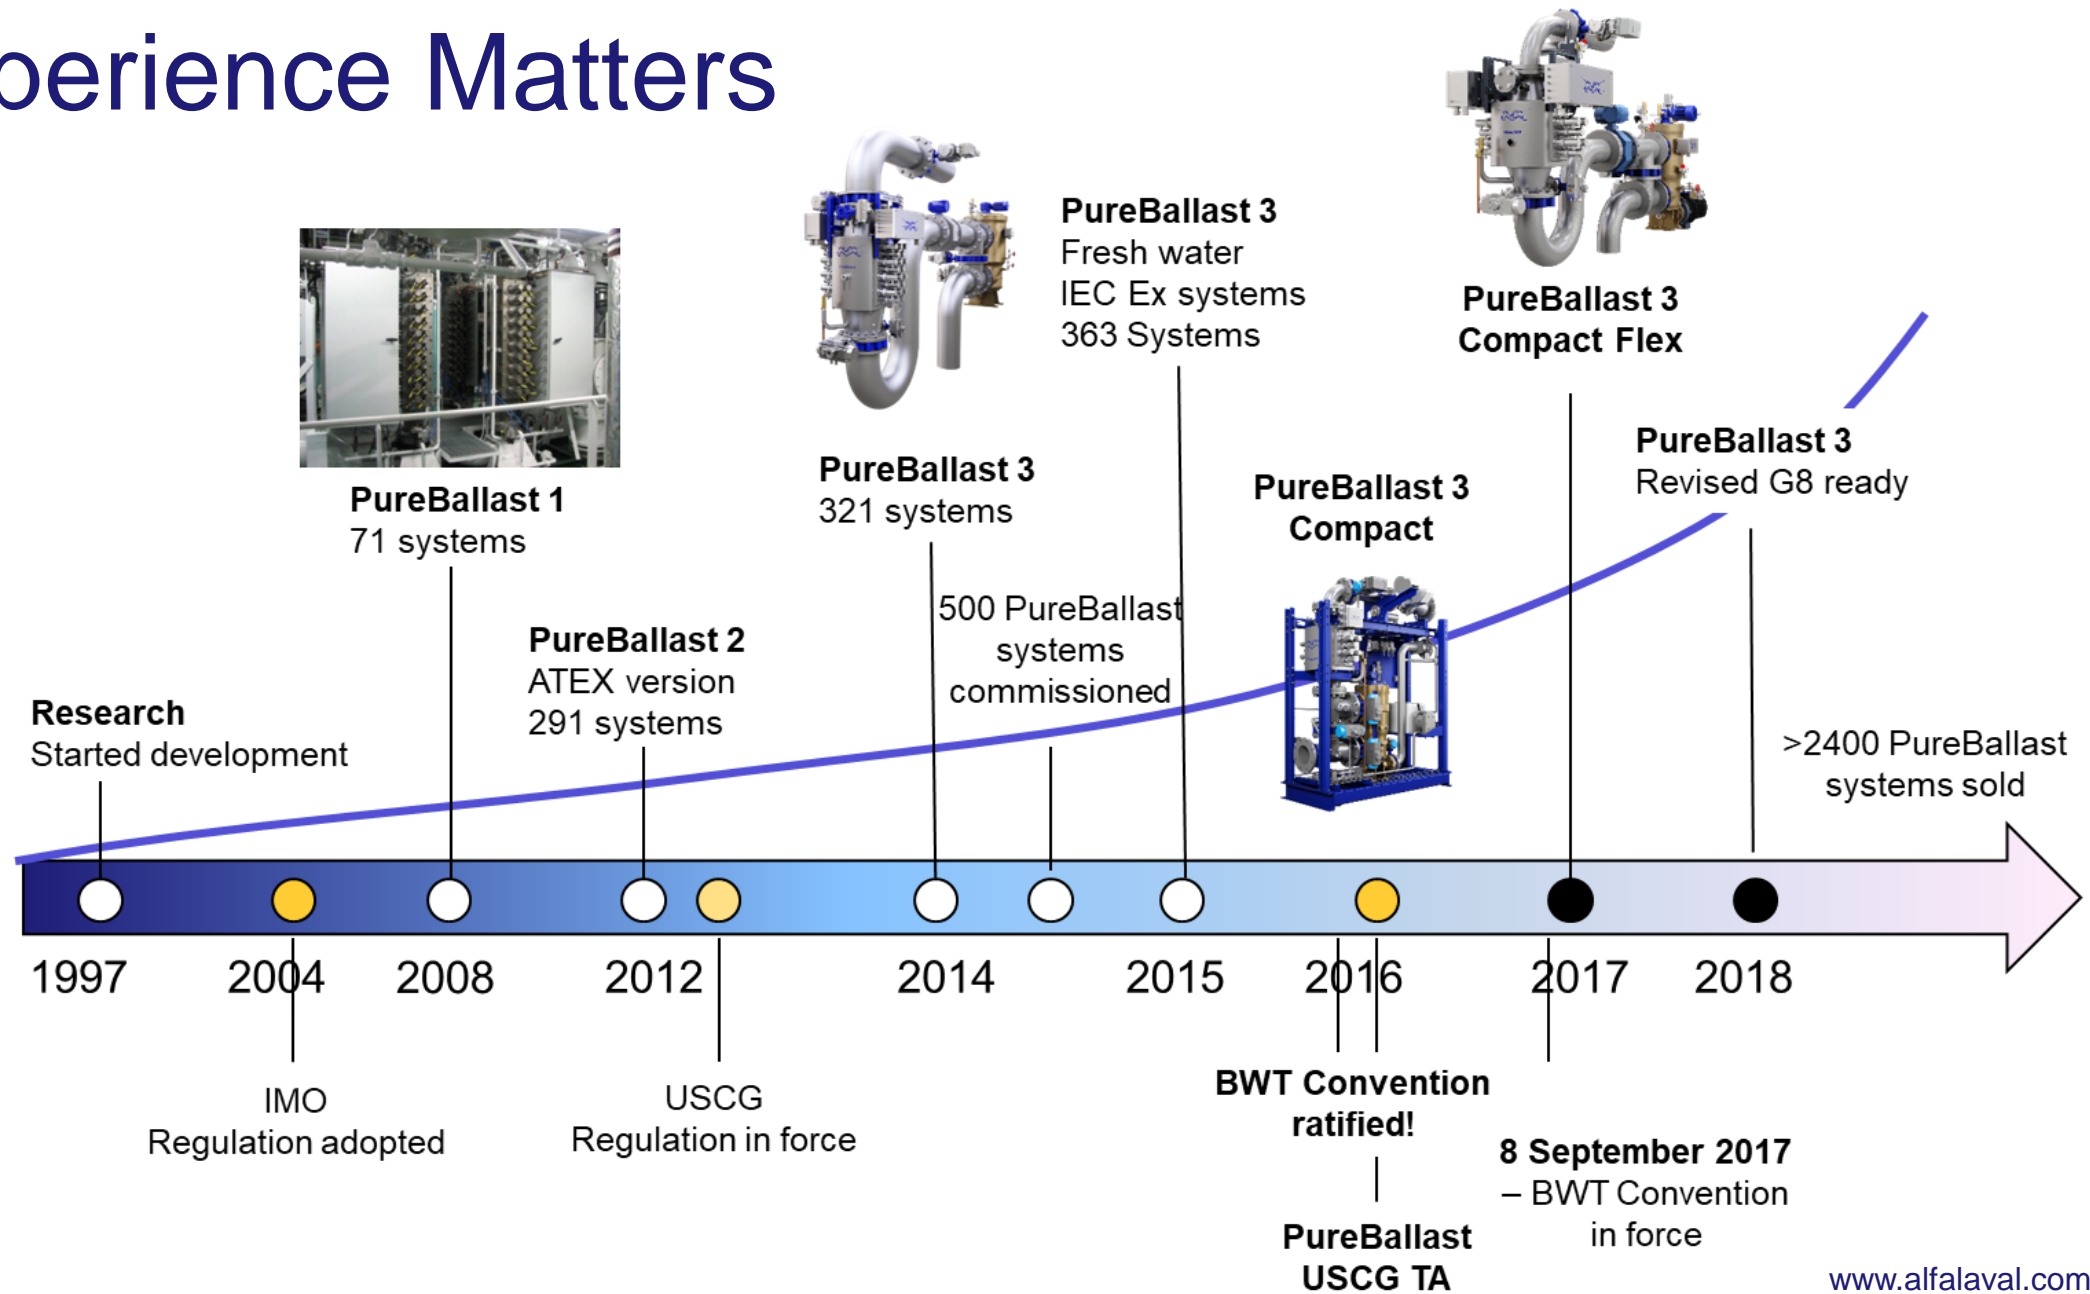 perience Matters
PureBallast 1
71 systems
PureBallast 3
321 systems
PureBallast 3
Fresh water
IEC Ex systems
363 Systems
PureBallast 3
Compact Flex
PureBallast 3
Revised G8 ready
PureBallast 3
Compact
500 PureBallast
systems
commissioned
PureBallast 2
ATEX version
291 systems
Research
Started development
>2400 PureBallast
systems sold
1997
2004
2008
2012
2014
2015
2016
2017
2018
IMO
Regulation adopted
USCG
Regulation in force
BWT Convention
ratified!
PureBallast
USCG TA
8 September 2017
– BWT Convention
in force
www.alfalaval.com